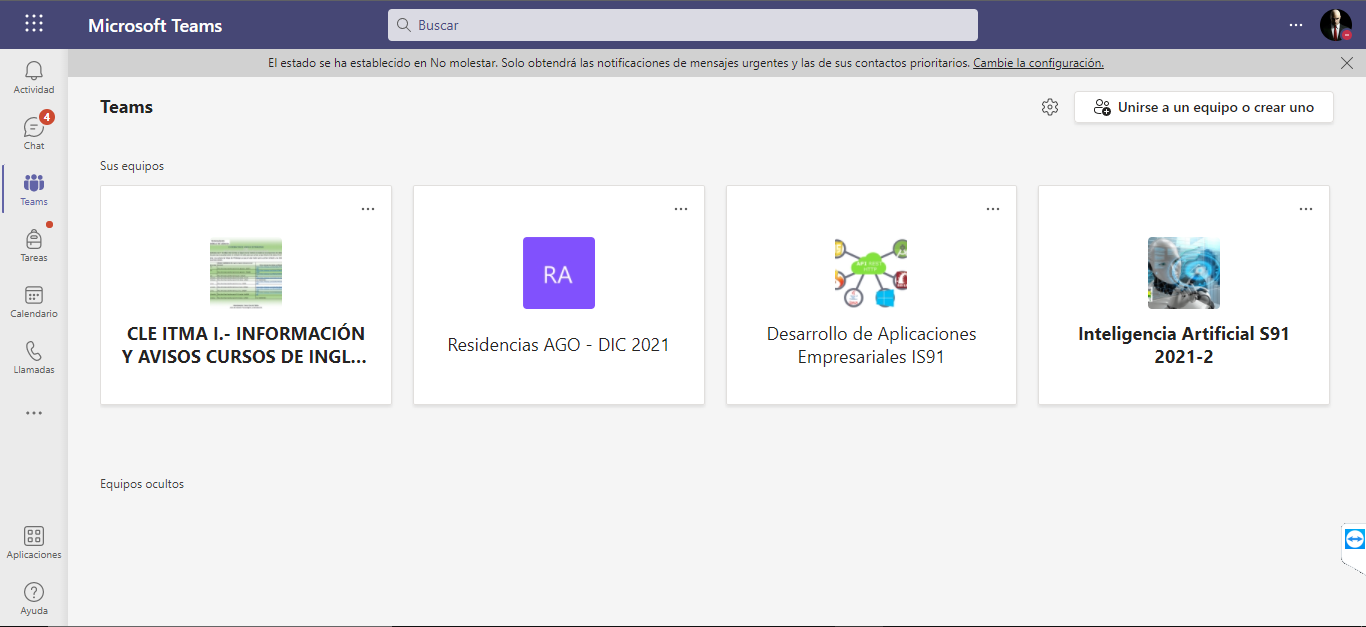 Microsoft Teams
Buscar
El estado se ha establecido en No molestar. Solo obtendrá las notificaciones de mensajes urgentes y las de sus contactos prioritarios. Cambie la configuración.
Actividad
4
Chat
Teams
Tareas
Calendario
Llamadas
Aplicaciones
Ayuda
Teams
Unirse a un equipo o crear uno
Sus equipos
CLE ITMA I.- INFORMACIÓN
Y AVISOS CURSOS DE INGL...
RA
Residencias AGO - DIC 2021
Desarrollo de Aplicaciones
Empresariales IS91
Inteligencia Artificial S91
2021-2
Equipos ocultos